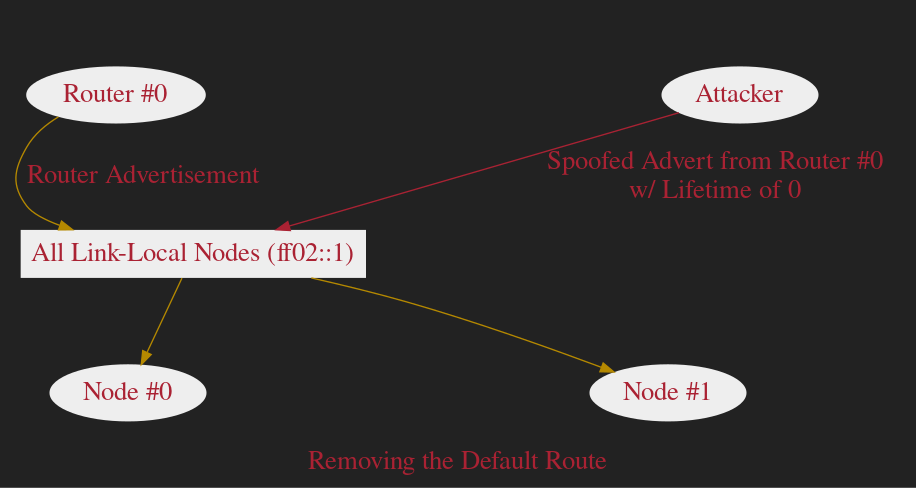 Router #0
Attacker
Router Advertisement
Spoofed Advert from Router #0
w/ Lifetime of 0
All Link-Local Nodes (ff02::1)
Node #0
Node #1
Removing the Default Route